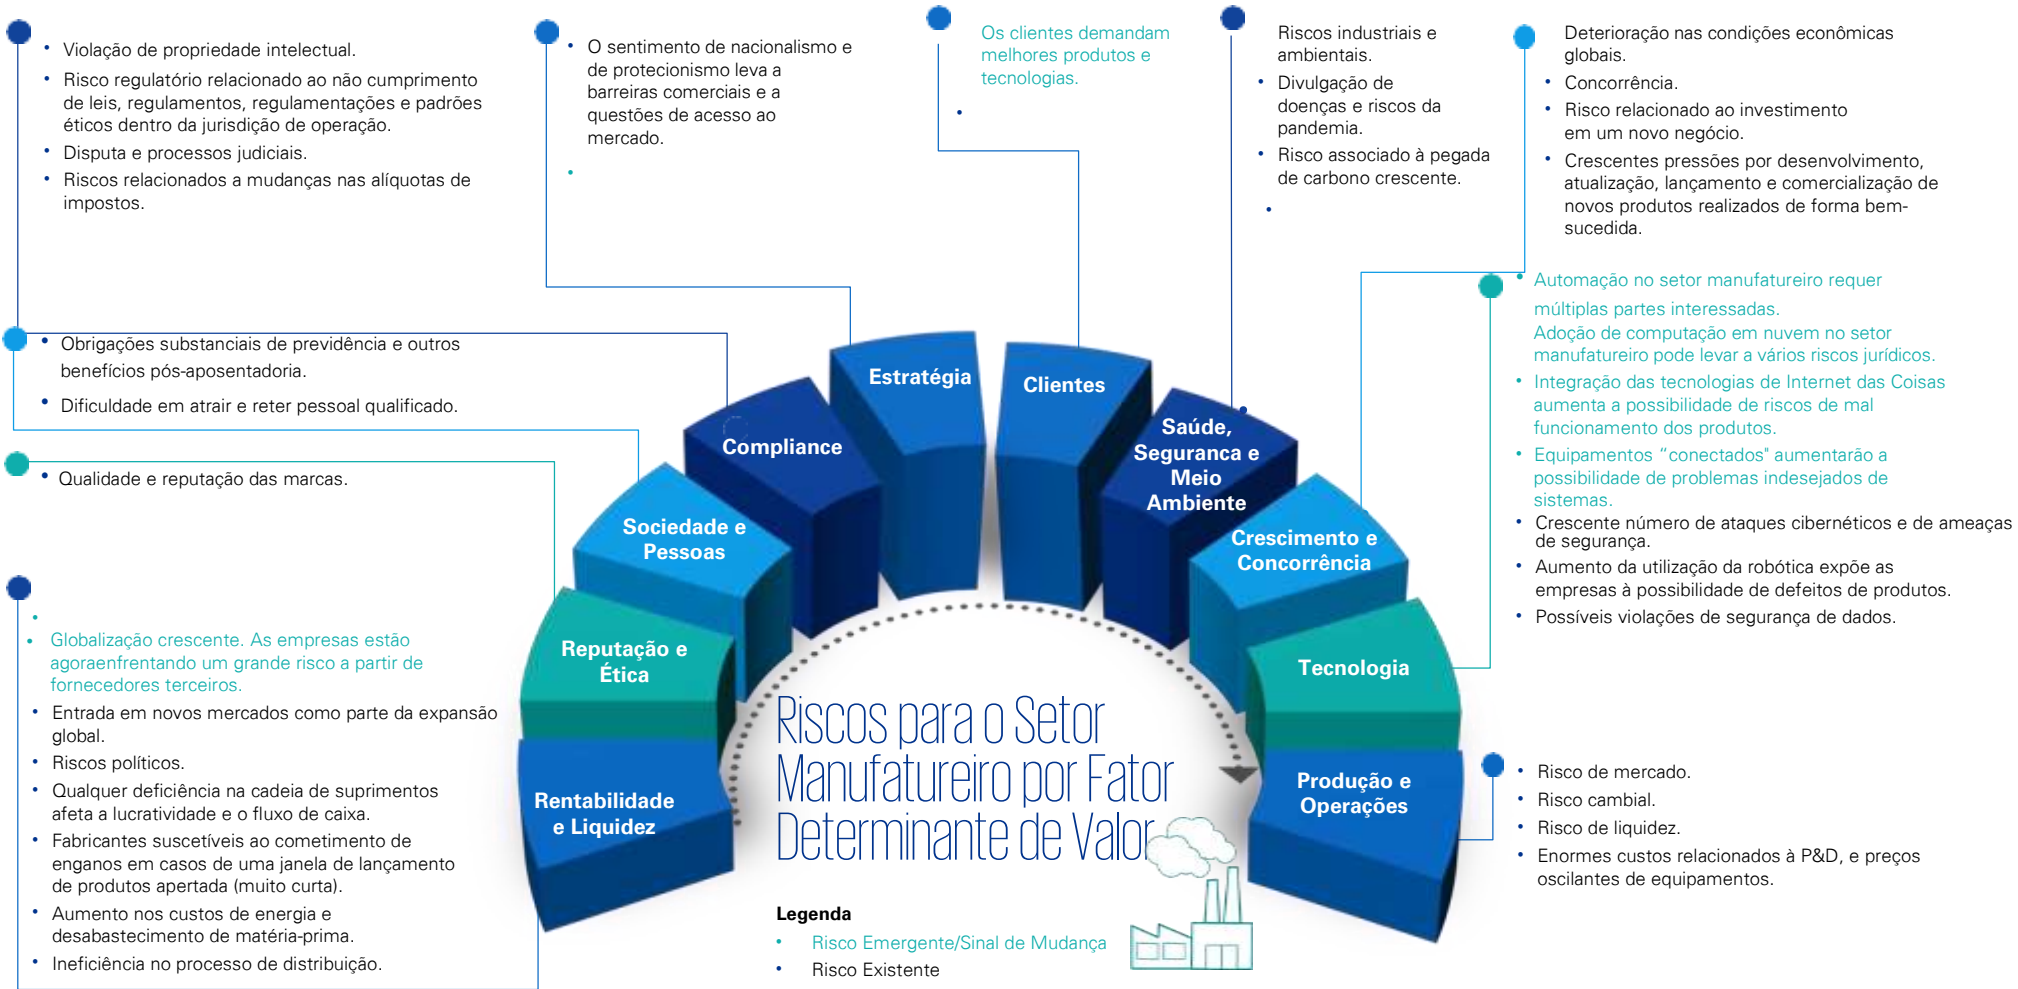 • Violação de propriedade intelectual.
• Risco regulatório relacionado ao não cumprimento
de leis, regulamentos, regulamentações e padrões
éticos dentro da jurisdição de operação.
• Disputa e processos judiciais.
• Riscos relacionados a mudanças nas alíquotas de
impostos.
• O sentimento de nacionalismo e
de protecionismo leva a
barreiras comerciais e a
questões de acesso ao
mercado.
Os clientes demandam
melhores produtos e
tecnologias.
Riscos industriais e
ambientais.
• Divulgação de
doenças e riscos da
pandemia.
• Risco associado à pegada
de carbono crescente.
Deterioração nas condições econômicas
globais.
• Concorrência.
• Risco relacionado ao investimento
em um novo negócio.
• Crescentes pressões por desenvolvimento,
atualização, lançamento e comercialização de
novos produtos realizados de forma bem-
sucedida.
• Automação no setor manufatureiro requer
múltiplas partes interessadas.
Adoção de computação em nuvem no setor
manufatureiro pode levar a vários riscos jurídicos.
• Integração das tecnologias de Internet das Coisas
aumenta a possibilidade de riscos de mal
funcionamento dos produtos.
• Equipamentos “conectados" aumentarão a
possibilidade de problemas indesejados de
sistemas.
• Crescente número de ataques cibernéticos e de ameaças
de segurança.
• Aumento da utilização da robótica expõe as
empresas à possibilidade de defeitos de produtos.
• Possíveis violações de segurança de dados.
• Obrigações substanciais de previdência e outros
benefícios pós-aposentadoria.
• Dificuldade em atrair e reter pessoal qualificado.
• Qualidade e reputação das marcas.
• Globalização crescente. As empresas estão
agoraenfrentando um grande risco a partir de
fornecedores terceiros.
• Entrada em novos mercados como parte da expansão
global.
• Riscos políticos.
• Qualquer deficiência na cadeia de suprimentos
afeta a lucratividade e o fluxo de caixa.
• Fabricantes suscetíveis ao cometimento de
enganos em casos de uma janela de lançamento
de produtos apertada (muito curta).
• Aumento nos custos de energia e
desabastecimento de matéria-prima.
• Ineficiência no processo de distribuição.
Rentabilidade
e Liquidez
Reputação e
Ética
Sociedade e
Pessoas
Compliance
Estratégia
Clientes
Saúde,
Seguranca e
Meio
Ambiente
Crescimento e
Concorrência
Tecnologia
Produção e
Operações
• Risco de mercado.
• Risco cambial.
• Risco de liquidez.
• Enormes custos relacionados à P&D, e preços
oscilantes de equipamentos.
Riscos para o Setor
Manufatureiro por Fator
Determinante de Valor
Legenda
• Risco Emergente/Sinal de Mudança
• Risco Existente